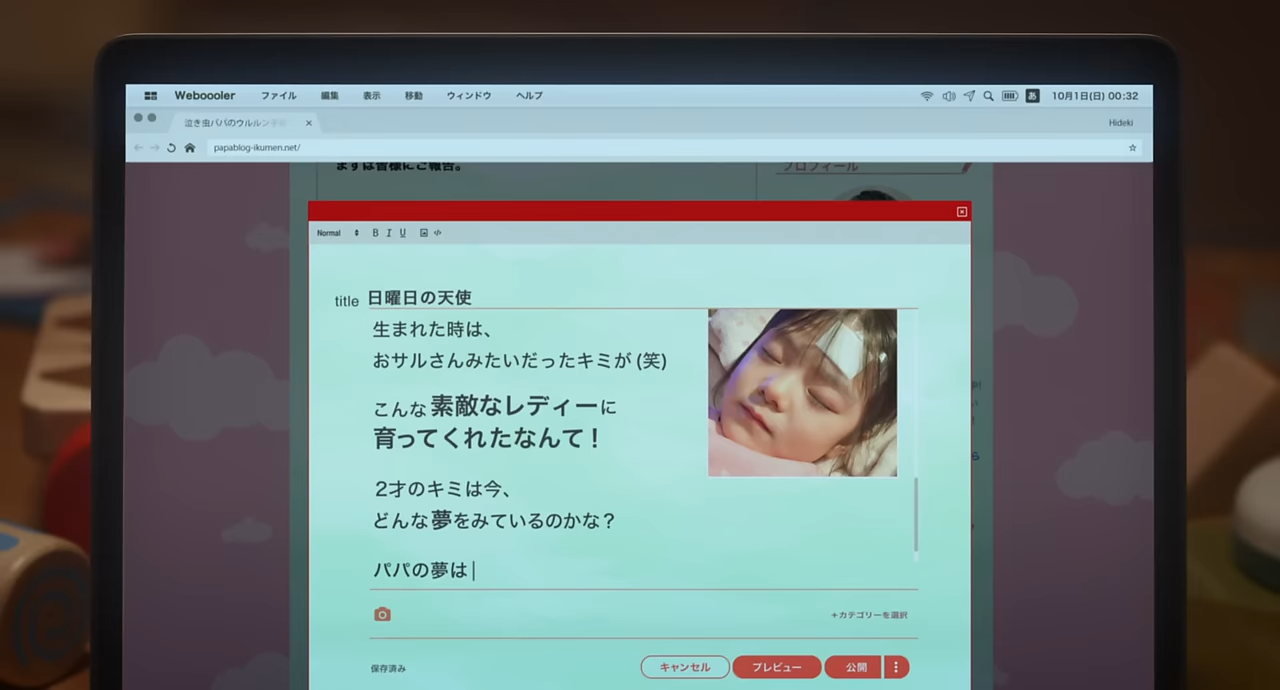 Weboooler ファイル 編集 表示 移動 ウィンドウ ヘルプ あ 10月1日(日) 00:32
泣き虫パパのウルルン子 Hideki
papablog-ikumen.net/
まずは皆様にご報告。
プロフィール
Normal B I U
title 日曜日の天使
生まれた時は、
おサルさんみたいだったキミが (笑)
こんな 素敵なレディーに
育ってくれたなんて！
2才のキミは今、
どんな夢をみているのかな？
パパの夢は
+カテゴリーを選択
保存済み キャンセル プレビュー 公開